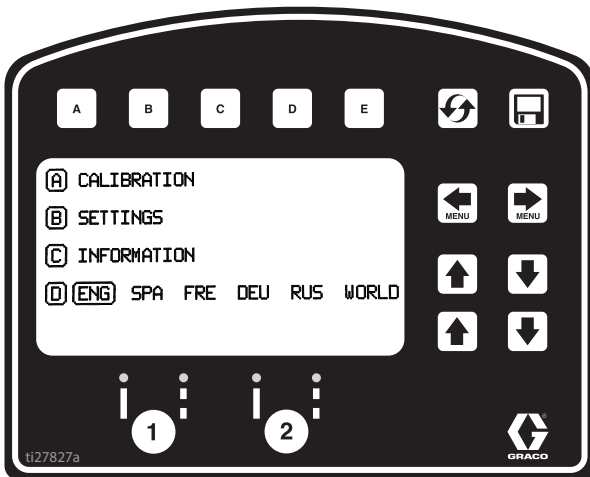 A B C D E
A CALIBRATION
B SETTINGS
C INFORMATION
D ENG SPA FRE DEU RUS WORLD
MENU MENU
1 2
ti27827a
GRACO